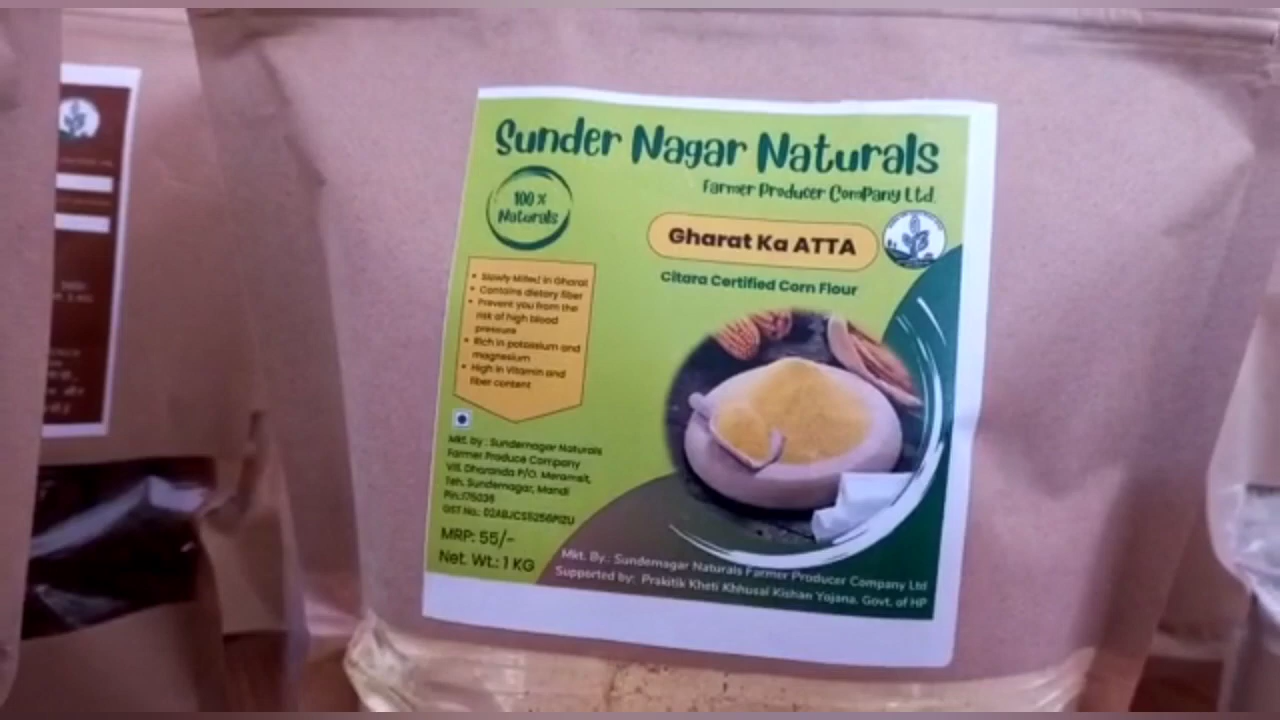 Sunder Nagar Naturals
Farmer Producer Company Ltd.
100%
Naturals
Gharat Ka ATTA
Citara Certified Corn Flour
Slowly Milled in Gharat
Contains dietary fiber
Prevent you from the
risk of high blood
pressure
Rich in potassium and
magnesium
High in Vitamin and
fiber content
Mkt. by : Sundernagar Naturals
Farmer Produce Company
Vill. Dharanda P/O. Meramsit,
Teh. Sundernagar, Mandi
Pin:175036
GST No.:
MRP: 55/-
Net. Wt.: 1 KG
Mkt. By.: Sundernagar Naturals Farmer Producer Company Ltd
Supported by: Prakitik Kheti Khhusal Kishan Yojana. Govt. of HP